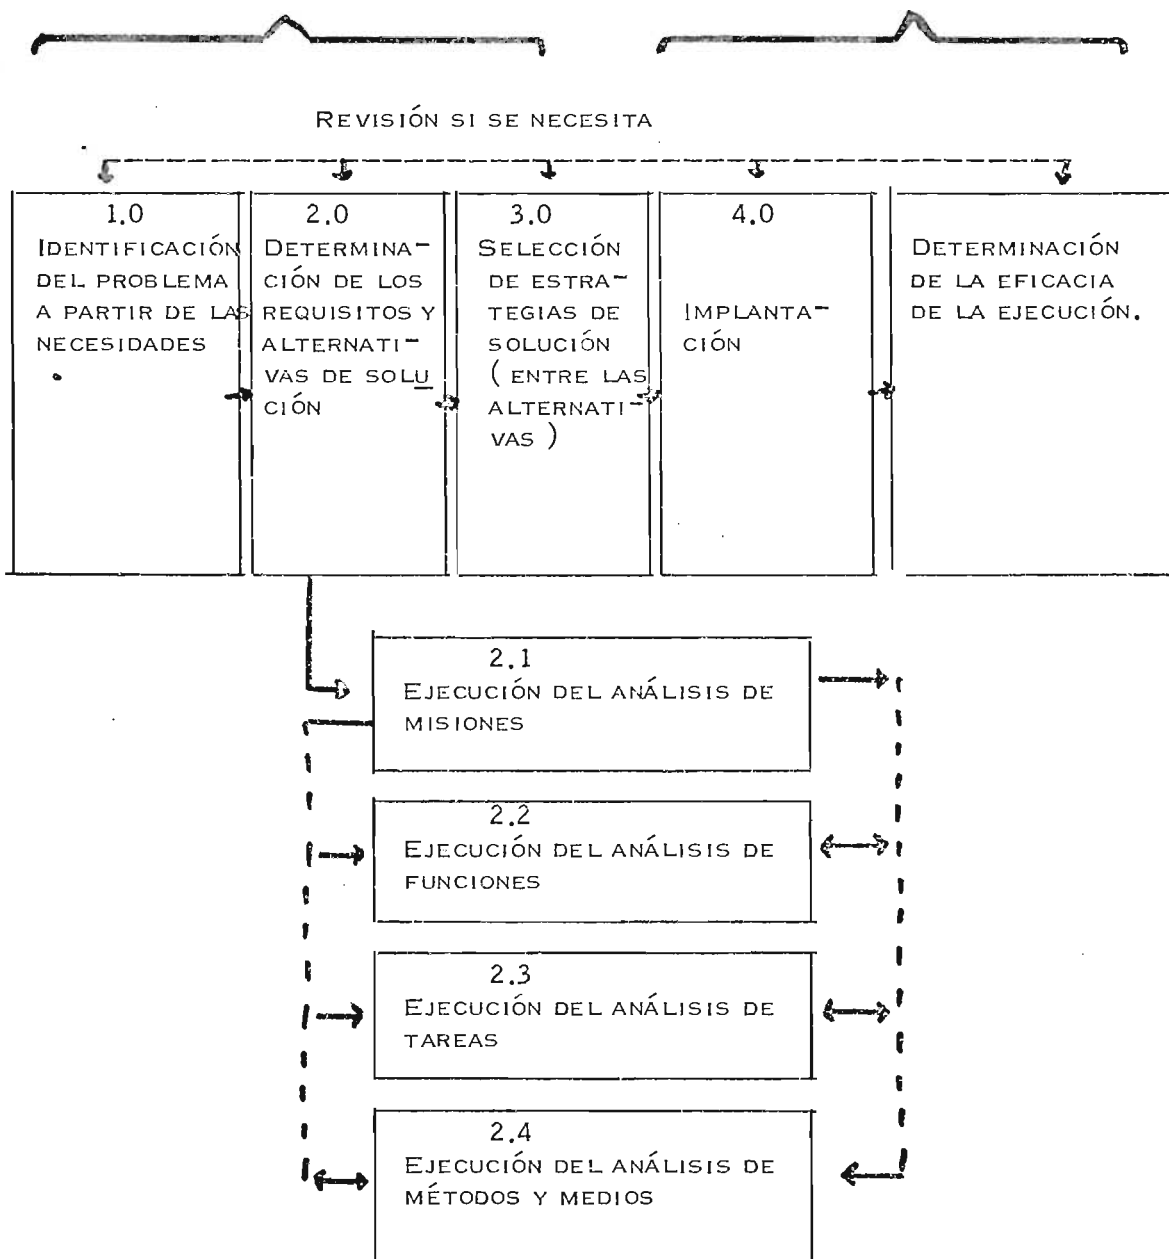 REVISIÓN SI SE NECESITA
1.0
IDENTIFICACIÓN
DEL PROBLEMA
A PARTIR DE LAS
NECESIDADES
2.0
DETERMINA-
CIÓN DE LOS
REQUISITOS Y
ALTERNATI-
VAS DE SOLU
CIÓN
3.0
SELECCIÓN
DE ESTRA-
TEGIAS DE
SOLUCIÓN
( ENTRE LAS
ALTERNATI-
VAS )
4.0
IMPLANTA-
CIÓN
DETERMINACIÓN
DE LA EFICACIA
DE LA EJECUCIÓN.
2.1
EJECUCIÓN DEL ANÁLISIS DE
MISIONES
2.2
EJECUCIÓN DEL ANÁLISIS DE
FUNCIONES
2.3
EJECUCIÓN DEL ANÁLISIS DE
TAREAS
2.4
EJECUCIÓN DEL ANÁLISIS DE
MÉTODOS Y MEDIOS